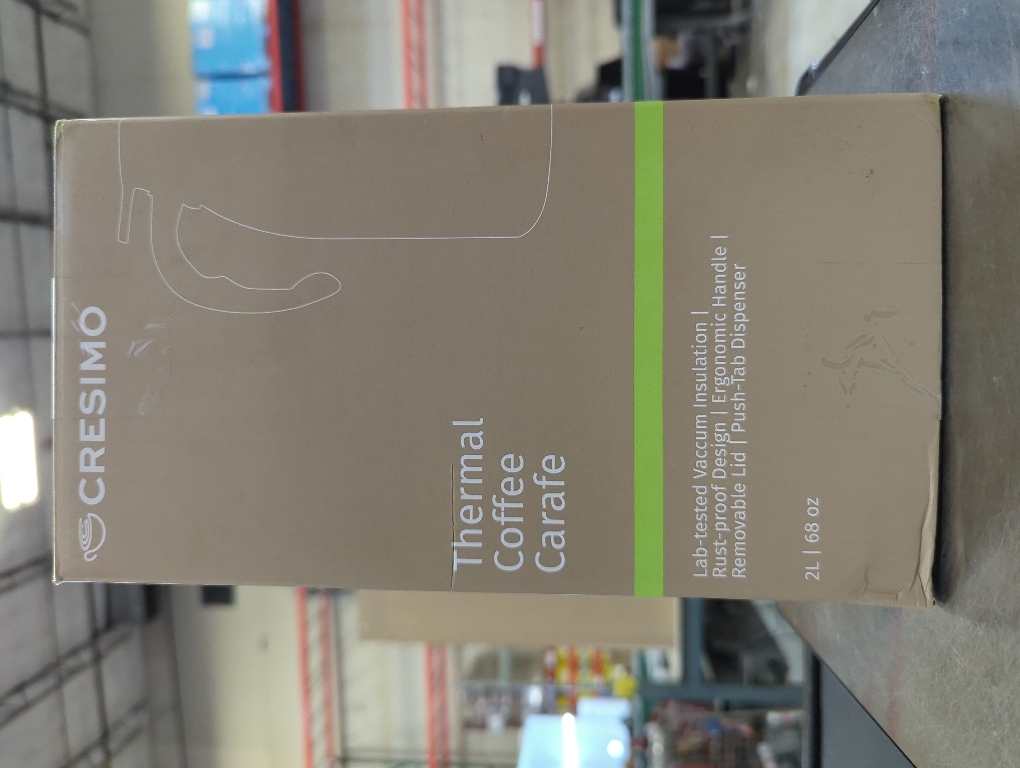 CRESIMO
Thermal
Coffee
Carafe
Lab-tested Vaccum Insulation |
Rust-proof Design | Ergonomic Handle |
Removable Lid | Push-Tab Dispenser
2L | 68 oz